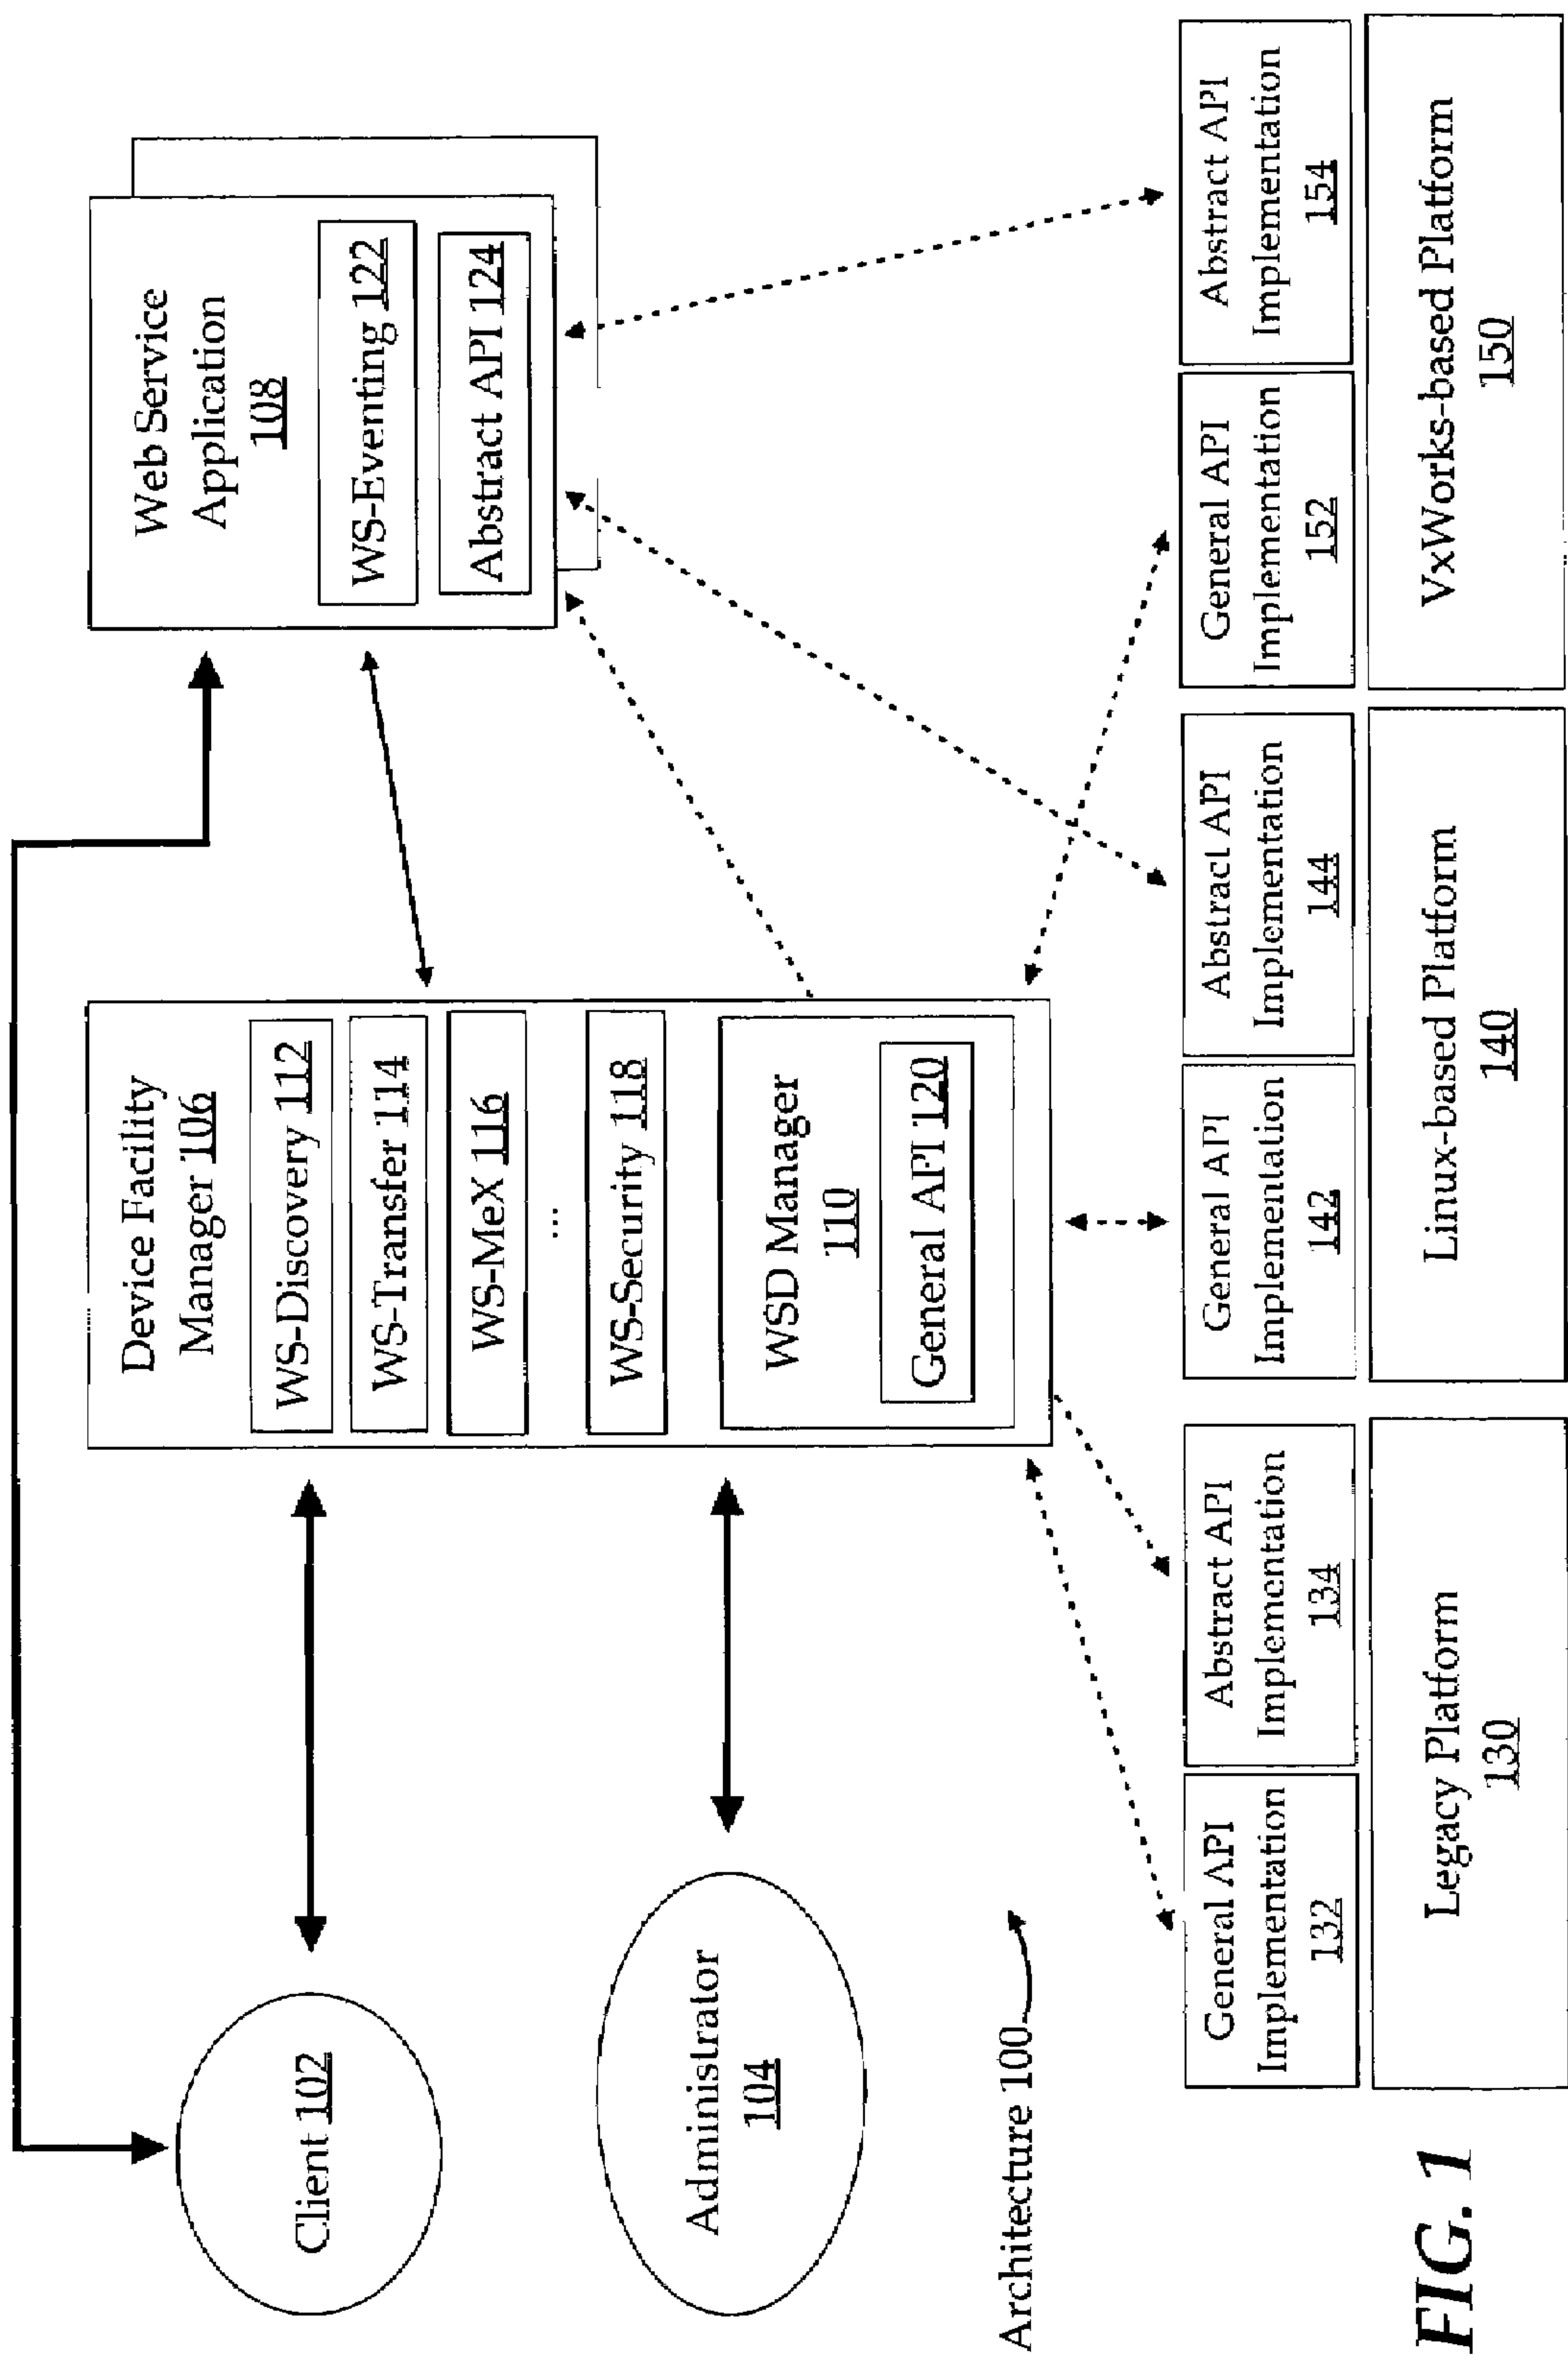 Client 102
Administrator
104
Architecture 100
Device Facility
Manager 106
WS-Discovery 112
WS-Transfer 114
WS-MeX 116
...
WS-Security 118
WSD Manager
110
General API 120
Web Service
Application
108
WS-Eventing 122
Abstract API 124
General API
Implementation
132
Abstract API
Implementation
134
Legacy Platform
130
General API
Implementation
142
Abstract API
Implementation
144
Linux-based Platform
140
General API
Implementation
152
Abstract API
Implementation
154
VxWorks-based Platform
150
FIG. 1